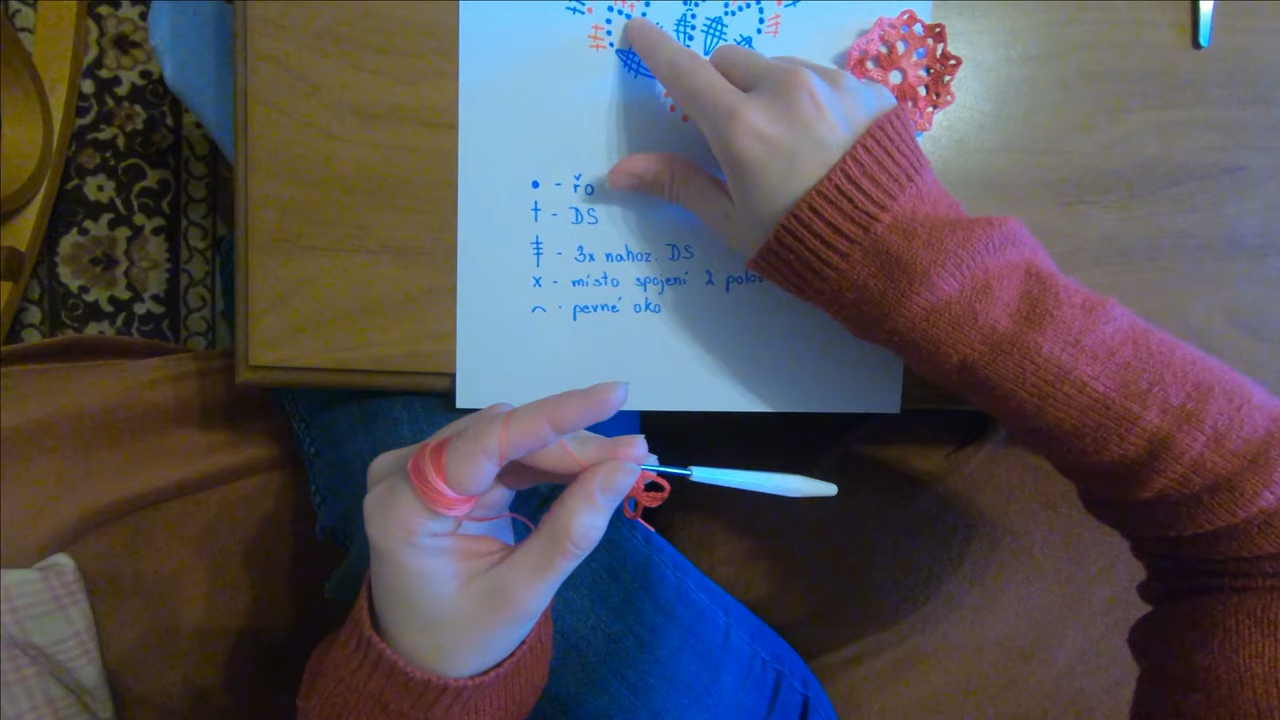 • - řo
† - DS
- 3x nahoz. DS
x - místo spojení 2
⌢ - pevné oko